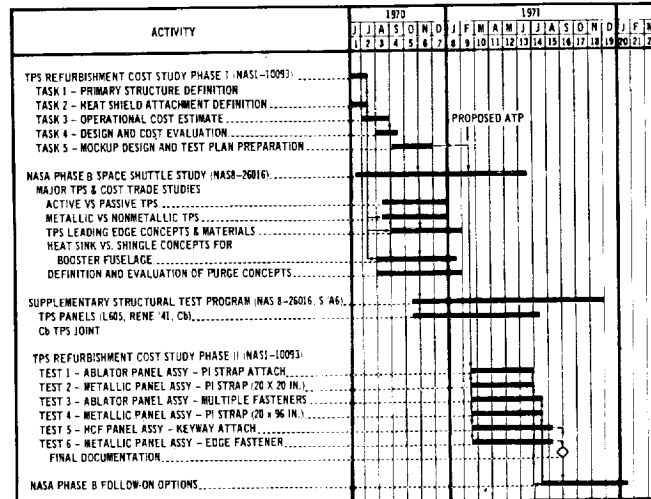 ACTIVITY
1970
1971
J J A S O N D J F M A M J J A S O N D J F M
1 2 3 4 5 6 7 8 9 10 11 12 13 14 15 16 17 18 19 20 21
TPS REFURBISHMENT COST STUDY PHASE I (NAS1-10093)
TASK 1 - PRIMARY STRUCTURE DEFINITION
TASK 2 - HEAT SHIELD ATTACHMENT DEFINITION
TASK 3 - OPERATIONAL COST ESTIMATE
PROPOSED ATP
TASK 4 - DESIGN AND COST EVALUATION
TASK 5 - MOCKUP DESIGN AND TEST PLAN PREPARATION
NASA PHASE B SPACE SHUTTLE STUDY (NAS8-26016)
MAJOR TPS & COST TRADE STUDIES
ACTIVE VS PASSIVE TPS
METALLIC VS NONMETALLIC TPS
TPS LEADING EDGE CONCEPTS & MATERIALS
HEAT SINK VS. SHINGLE CONCEPTS FOR
BOOSTER FUSELAGE
DEFINITION AND EVALUATION OF PURGE CONCEPTS
SUPPLEMENTARY STRUCTURAL TEST PROGRAM (NAS 8-26016, S/A6)
TPS PANELS (L605, RENE '41, Cb)
Cb TPS JOINT
TPS REFURBISHMENT COST STUDY PHASE II (NAS1-10093)
TEST 1 - ABLATOR PANEL ASSY - PI STRAP ATTACH
TEST 2 - METALLIC PANEL ASSY - PI STRAP (20 X 20 IN.)
TEST 3 - ABLATOR PANEL ASSY - MULTIPLE FASTENERS
TEST 4 - METALLIC PANEL ASSY - PI STRAP (20 x 96 IN.)
TEST 5 - HCF PANEL ASSY - KEYWAY ATTACH
TEST 6 - METALLIC PANEL ASSY - EDGE FASTENER
FINAL DOCUMENTATION
NASA PHASE B FOLLOW-ON OPTIONS